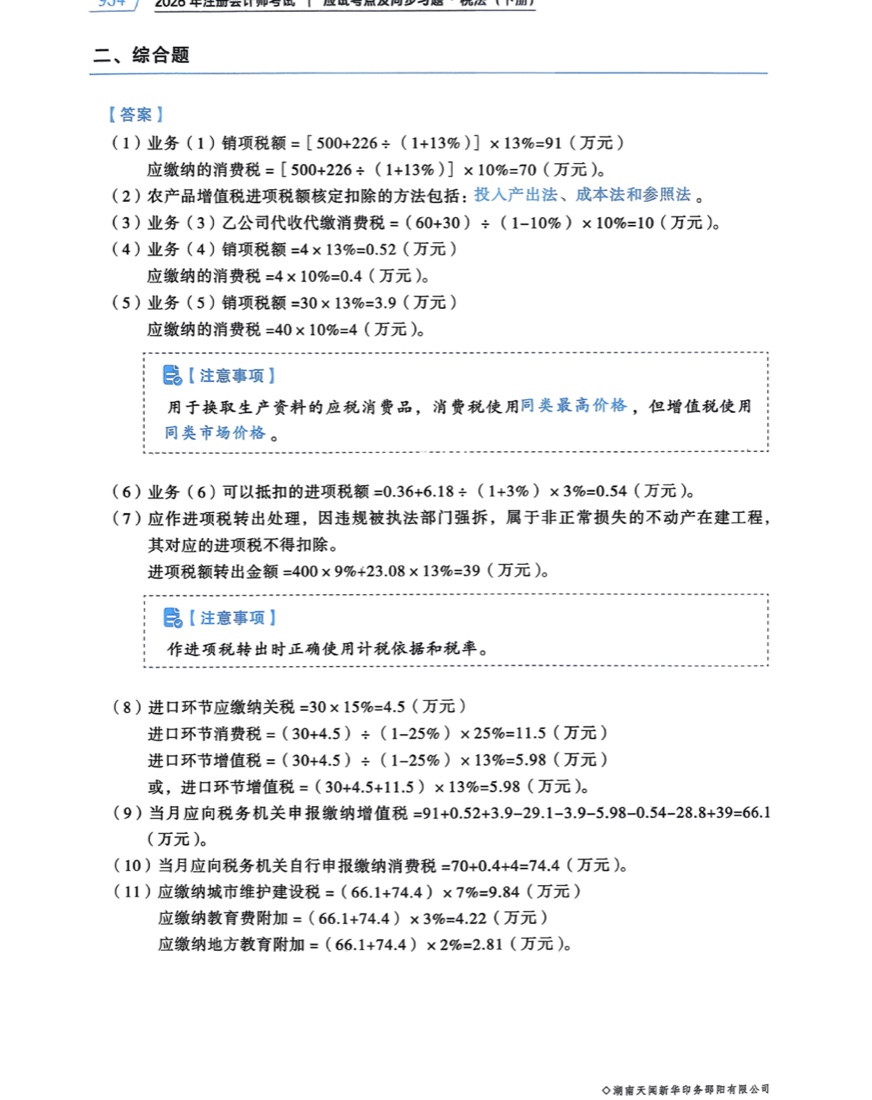 934 2026年注册会计师考试 | 应试考点及同步习题·税法（下册）
二、综合题
【答案】
（1）业务（1）销项税额=［500+226÷（1+13%）］×13%=91（万元）
应缴纳的消费税=［500+226÷（1+13%）］×10%=70（万元）。
（2）农产品增值税进项税额核定扣除的方法包括：投入产出法、成本法和参照法。
（3）业务（3）乙公司代收代缴消费税=（60+30）÷（1-10%）×10%=10（万元）。
（4）业务（4）销项税额=4×13%=0.52（万元）
应缴纳的消费税=4×10%=0.4（万元）。
（5）业务（5）销项税额=30×13%=3.9（万元）
应缴纳的消费税=40×10%=4（万元）。
【注意事项】
用于换取生产资料的应税消费品，消费税使用同类最高价格，但增值税使用
同类市场价格。
（6）业务（6）可以抵扣的进项税额=0.36+6.18÷（1+3%）×3%=0.54（万元）。
（7）应作进项税转出处理，因违规被执法部门强拆，属于非正常损失的不动产在建工程，
其对应的进项税不得扣除。
进项税额转出金额=400×9%+23.08×13%=39（万元）。
【注意事项】
作进项税转出时正确使用计税依据和税率。
（8）进口环节应缴纳关税=30×15%=4.5（万元）
进口环节消费税=（30+4.5）÷（1-25%）×25%=11.5（万元）
进口环节增值税=（30+4.5）÷（1-25%）×13%=5.98（万元）
或，进口环节增值税=（30+4.5+11.5）×13%=5.98（万元）。
（9）当月应向税务机关申报缴纳增值税=91+0.52+3.9-29.1-3.9-5.98-0.54-28.8+39=66.1
（万元）。
（10）当月应向税务机关自行申报缴纳消费税=70+0.4+4=74.4（万元）。
（11）应缴纳城市维护建设税=（66.1+74.4）×7%=9.84（万元）
应缴纳教育费附加=（66.1+74.4）×3%=4.22（万元）
应缴纳地方教育附加=（66.1+74.4）×2%=2.81（万元）。
◇湖南天闻新华印务邵阳有限公司